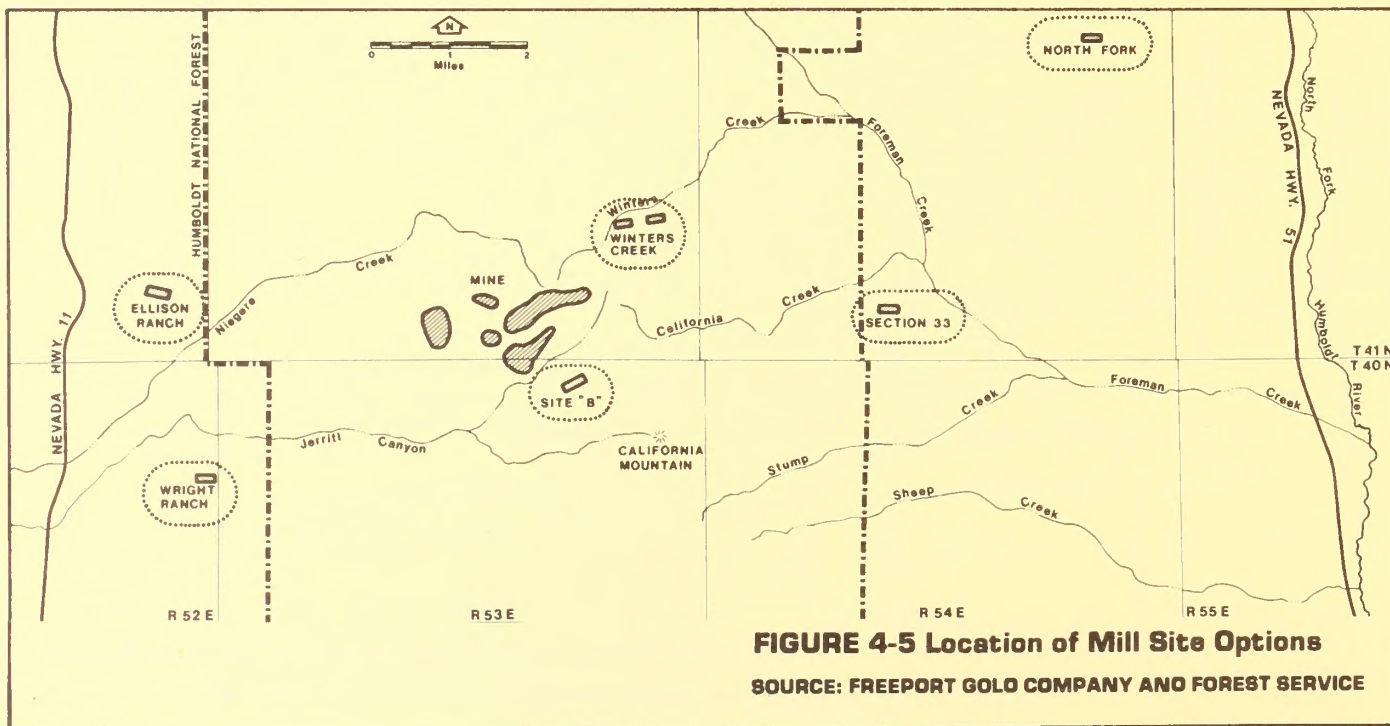 HUMBOLDT NATIONAL FOREST
N
0 1 2
Miles
NORTH FORK
North
Fork
Humboldt
River
NEVADA HWY. 51
Creek
Foreman
Creek
Winters
WINTERS
CREEK
MINE
Creek
Niegere
ELLISON
RANCH
NEVADA HWY. 11
California
Creek
SECTION 33
T 41 N
T 40 N
SITE "B"
Foreman
Creek
Creek
Stump
Jerritt Canyon
CALIFORNIA
MOUNTAIN
WRIGHT
RANCH
Sheep
Creek
R 52 E
R 53 E
R 54 E
R 55 E
FIGURE 4-5 Location of Mill Site Options
SOURCE: FREEPORT GOLO COMPANY ANO FOREST SERVICE